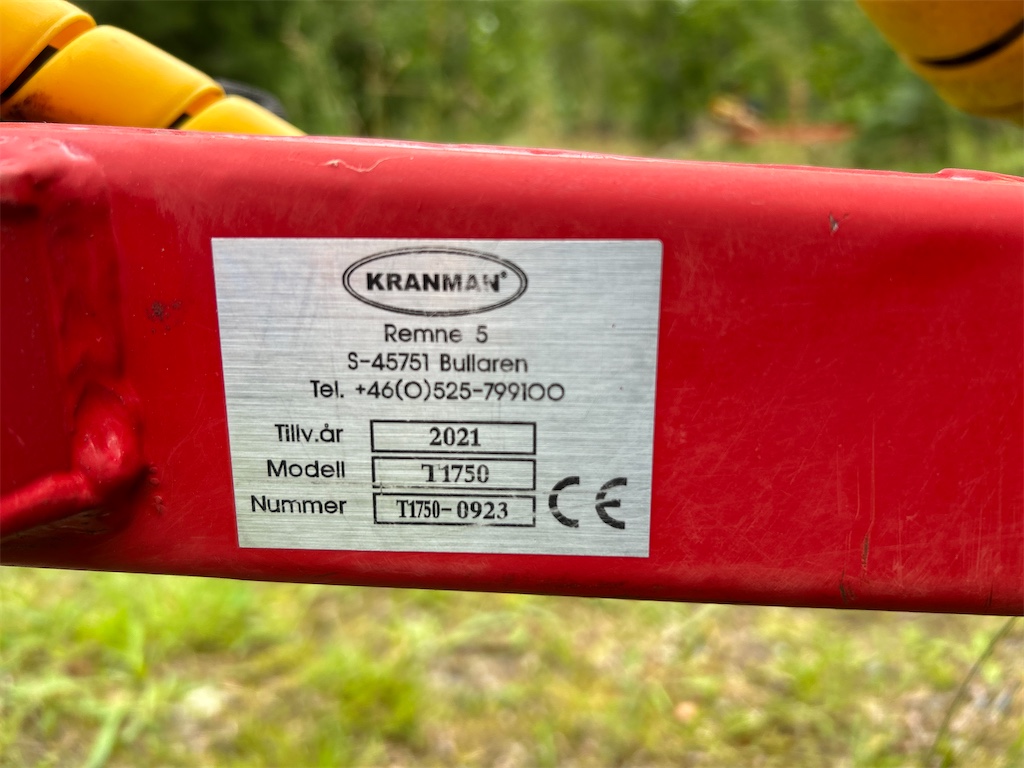 KRANMAN®
Remne 5
S-45751 Bullaren
Tel. +46(0)525-799100
Tillv.år 2021
Modell T1750
Nummer T1750-0923
CE